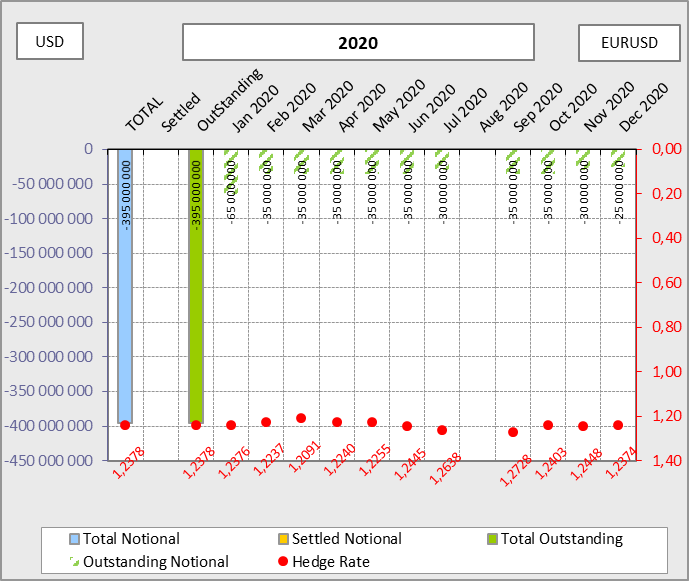 USD
2020
EURUSD
TOTAL
Settled
OutStanding
Jan 2020
Feb 2020
Mar 2020
Apr 2020
May 2020
Jun 2020
Jul 2020
Aug 2020
Sep 2020
Oct 2020
Nov 2020
Dec 2020
0
-50 000 000
-100 000 000
-150 000 000
-200 000 000
-250 000 000
-300 000 000
-350 000 000
-400 000 000
-450 000 000
-395 000 000
-395 000 000
-65 000 000
-35 000 000
-35 000 000
-35 000 000
-35 000 000
-35 000 000
-30 000 000
-35 000 000
-35 000 000
-30 000 000
-25 000 000
0,00
0,20
0,40
0,60
0,80
1,00
1,20
1,40
1,2378
1,2378
1,2376
1,2237
1,2091
1,2240
1,2255
1,2445
1,2638
1,2728
1,2403
1,2448
1,2374
Total Notional
Settled Notional
Total Outstanding
Outstanding Notional
Hedge Rate